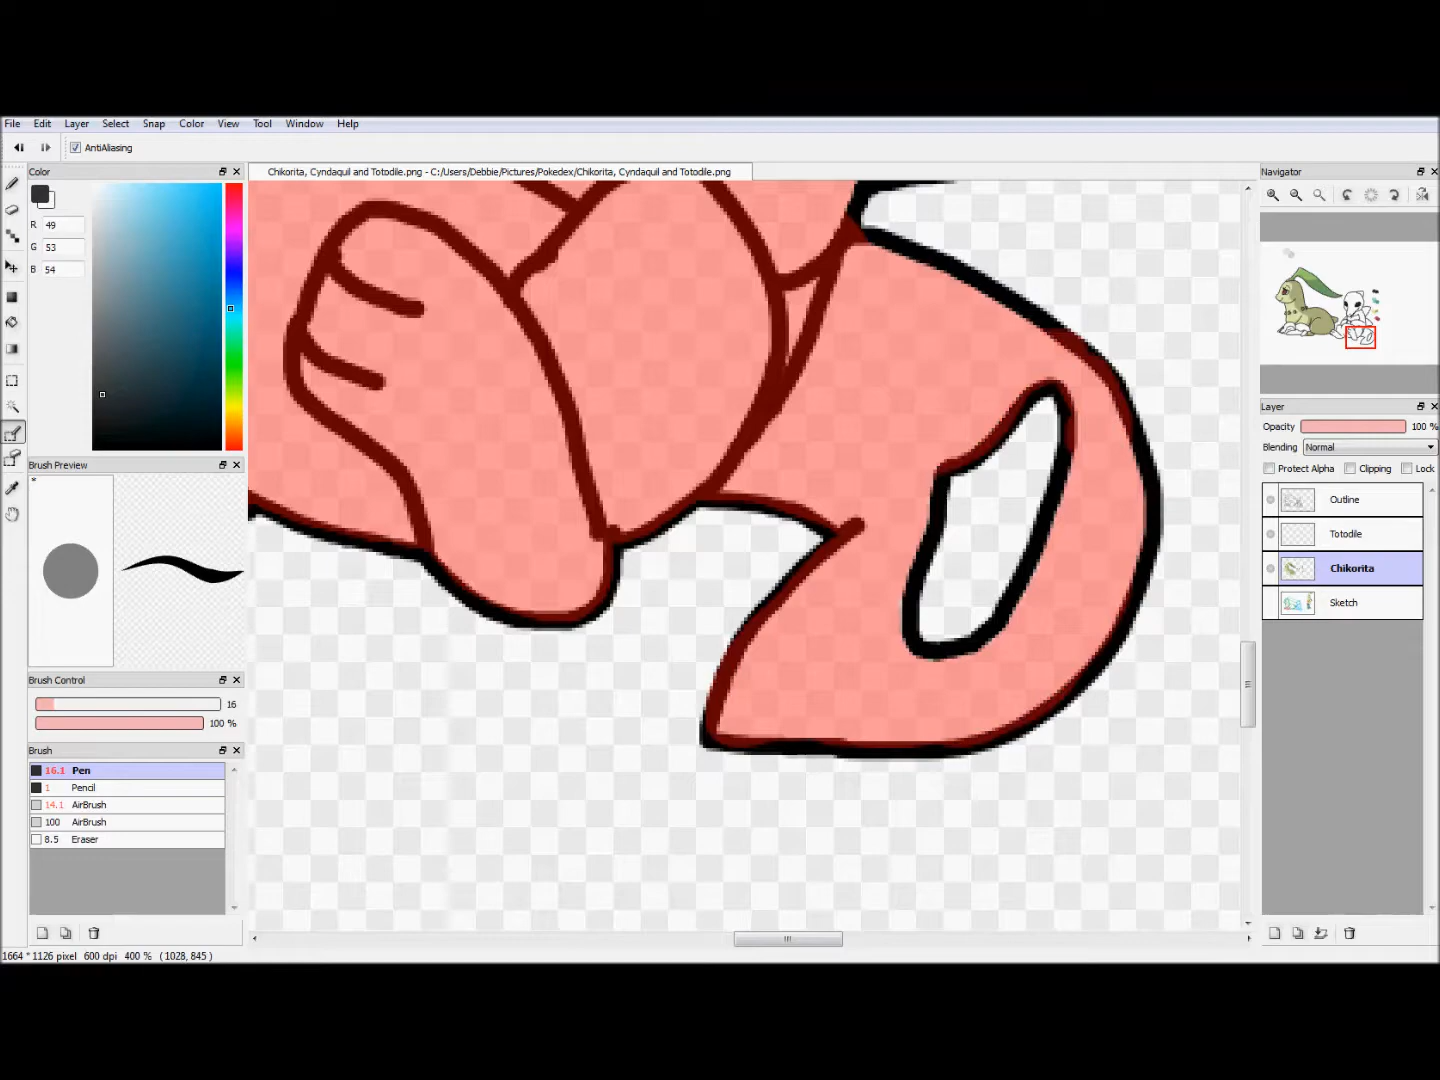 File Edit Layer Select Snap Color View Tool Window Help
AntiAliasing
Color
Chikorita, Cyndaquil and Totodile.png - C:/Users/Debbie/Pictures/Pokedex/Chikorita, Cyndaquil and Totodile.png
Navigator
R 49
G 53
B 54
Layer
Opacity 100 %
Blending Normal
Protect Alpha Clipping Lock
Brush Preview
*
Outline
Totodile
Chikorita
Sketch
Brush Control
16
100 %
Brush
16.1 Pen
1 Pencil
14.1 AirBrush
100 AirBrush
8.5 Eraser
1664 * 1126 pixel 600 dpi 400 % ( 1028, 845 )